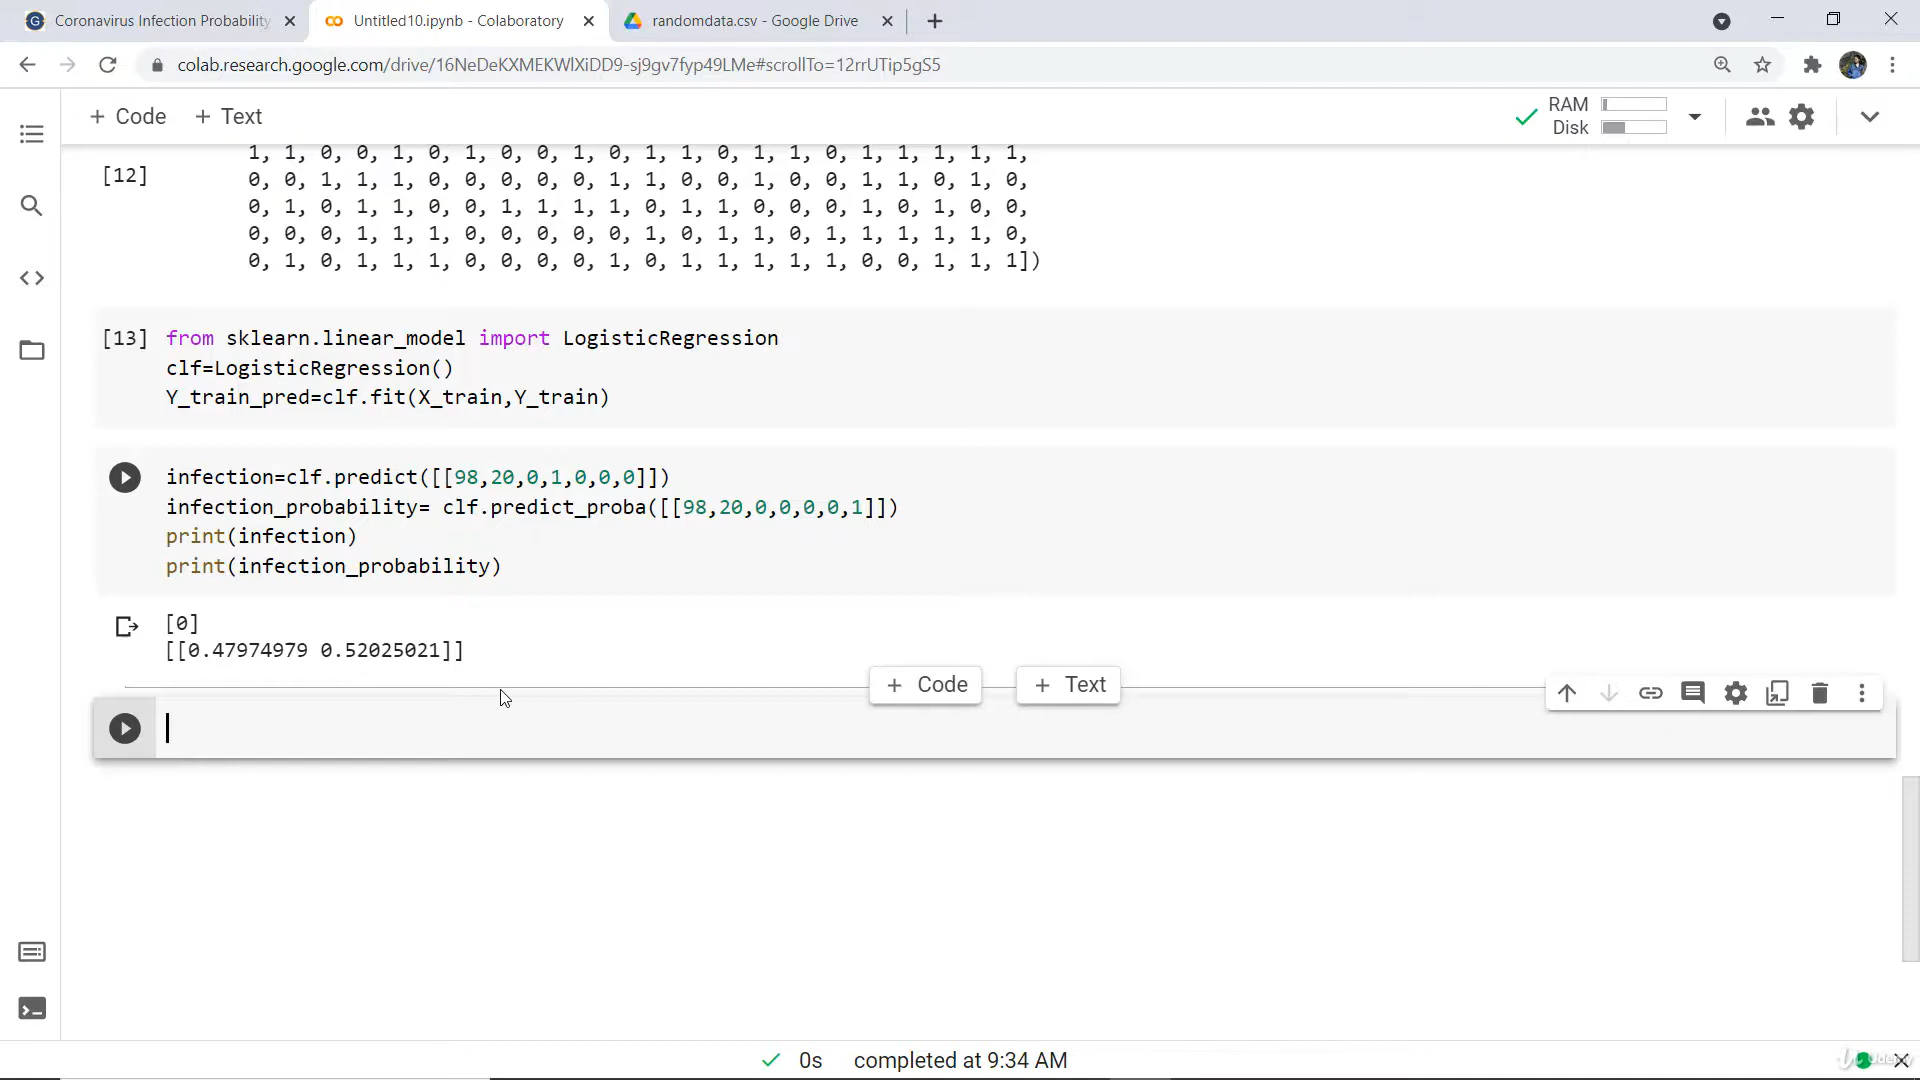 Coronavirus Infection Probability
Untitled10.ipynb - Colaboratory
randomdata.csv - Google Drive
colab.research.google.com/drive/16NeDeKXMEKWlXiDD9-sj9gv7fyp49LMe#scrollTo=12rrUTip5gS5
+ Code + Text
RAM
Disk
1, 1, 0, 0, 1, 0, 1, 0, 0, 1, 0, 1, 1, 0, 1, 1, 0, 1, 1, 1, 1, 1,
[12]
0, 0, 1, 1, 1, 0, 0, 0, 0, 0, 1, 1, 0, 0, 1, 0, 0, 1, 1, 0, 1, 0,
0, 1, 0, 1, 1, 0, 0, 1, 1, 1, 1, 0, 1, 1, 0, 0, 0, 1, 0, 1, 0, 0,
0, 0, 0, 1, 1, 1, 0, 0, 0, 0, 0, 1, 0, 1, 1, 0, 1, 1, 1, 1, 1, 0,
0, 1, 0, 1, 1, 1, 0, 0, 0, 0, 1, 0, 1, 1, 1, 1, 1, 0, 0, 1, 1, 1])
[13] from sklearn.linear_model import LogisticRegression
clf=LogisticRegression()
Y_train_pred=clf.fit(X_train,Y_train)
infection=clf.predict([[98,20,0,1,0,0,0]])
infection_probability= clf.predict_proba([[98,20,0,0,0,0,1]])
print(infection)
print(infection_probability)
[0]
[[0.47974979 0.52025021]]
+ Code + Text
0s completed at 9:34 AM